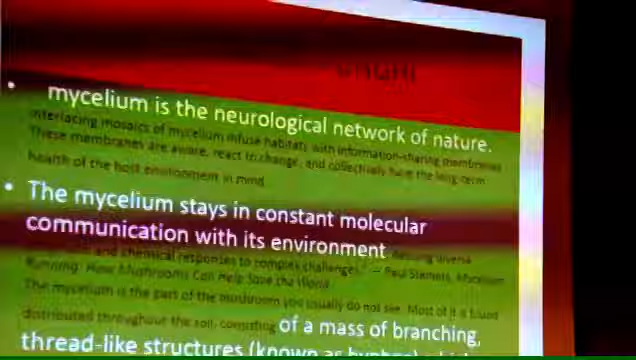 • mycelium is the neurological network of nature.
interlacing mosaics of mycelium infuse habitats with information-sharing membranes
These membranes are aware, react to change, and collectively have the long-term
health of the host environment in mind
• The mycelium stays in constant molecular
communication with its environment devising diverse
and chemical responses to complex challenges." — Paul Stamets, Mycelium
Running: How Mushrooms Can Help Save the World
The mycelium is the part of the mushroom you usually do not see. Most of it is found
distributed throughout the soil, consisting of a mass of branching,
thread-like structures (known as hyphae)